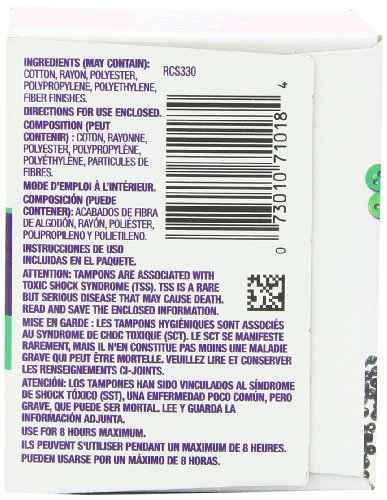 INGREDIENTS (MAY CONTAIN):
COTTON, RAYON, POLYESTER,
POLYPROPYLENE, POLYETHYLENE,
FIBER FINISHES.
DIRECTIONS FOR USE ENCLOSED.
COMPOSITION (PEUT
CONTENIR) : COTON, RAYONNE,
POLYESTER, POLYPROPYLÈNE,
POLYÉTHYLÈNE, PARTICULES DE
FIBRES.
MODE D'EMPLOI À L'INTÉRIEUR.
COMPOSICIÓN (PUEDE
CONTENER): ACABADOS DE FIBRA
DE ALGODÓN, RAYÓN, POLIÉSTER,
POLIPROPILENO Y POLIETILENO.
INSTRUCCIONES DE USO
INCLUIDAS EN EL PAQUETE.
RCS330
0 73010 71018 4
ATTENTION: TAMPONS ARE ASSOCIATED WITH
TOXIC SHOCK SYNDROME (TSS). TSS IS A RARE
BUT SERIOUS DISEASE THAT MAY CAUSE DEATH.
READ AND SAVE THE ENCLOSED INFORMATION.
MISE EN GARDE : LES TAMPONS HYGIÉNIQUES SONT ASSOCIÉS
AU SYNDROME DE CHOC TOXIQUE (SCT). LE SCT SE MANIFESTE
RAREMENT, MAIS IL N'EN CONSTITUE PAS MOINS UNE MALADIE
GRAVE QUI PEUT ÊTRE MORTELLE. VEUILLEZ LIRE ET CONSERVER
LES RENSEIGNEMENTS CI-JOINTS.
ATENCIÓN: LOS TAMPONES HAN SIDO VINCULADOS AL SÍNDROME
DE SHOCK TÓXICO (SST), UNA ENFERMEDAD POCO COMÚN, PERO
GRAVE, QUE PUEDE SER MORTAL. LEE Y GUARDA LA
INFORMACIÓN ADJUNTA.
USE FOR 8 HOURS MAXIMUM.
ILS PEUVENT S'UTILISER PENDANT UN MAXIMUM DE 8 HEURES.
PUEDEN USARSE POR UN MÁXIMO DE 8 HORAS.